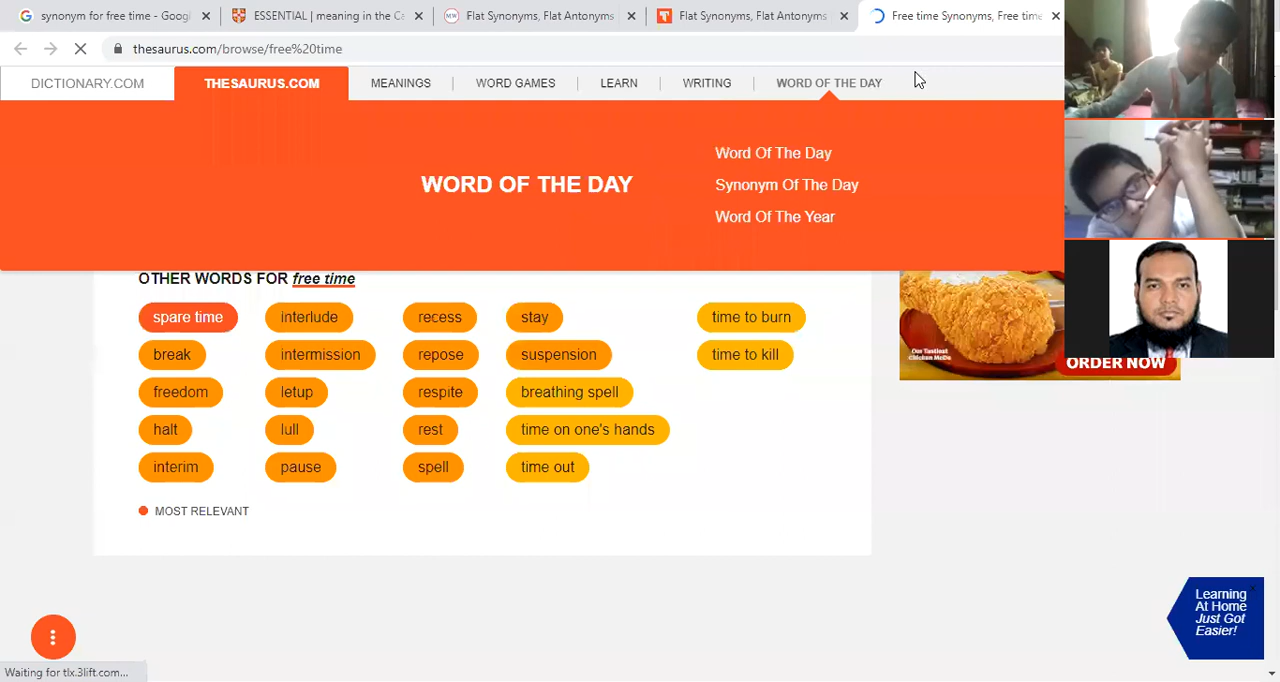 synonym for free time - Googl
ESSENTIAL | meaning in the Ca
Flat Synonyms, Flat Antonyms
Flat Synonyms, Flat Antonyms
Free time Synonyms, Free time
thesaurus.com/browse/free%20time
DICTIONARY.COM
THESAURUS.COM
MEANINGS
WORD GAMES
LEARN
WRITING
WORD OF THE DAY
WORD OF THE DAY
Word Of The Day
Synonym Of The Day
Word Of The Year
OTHER WORDS FOR free time
spare time interlude recess stay time to burn
break intermission repose suspension time to kill
freedom letup respite breathing spell
halt lull rest time on one's hands
interim pause spell time out
MOST RELEVANT
Our Tastiest
Chicken McDo
ORDER NOW
Learning
At Home
Just Got
Easier!
Waiting for tlx.3lift.com...